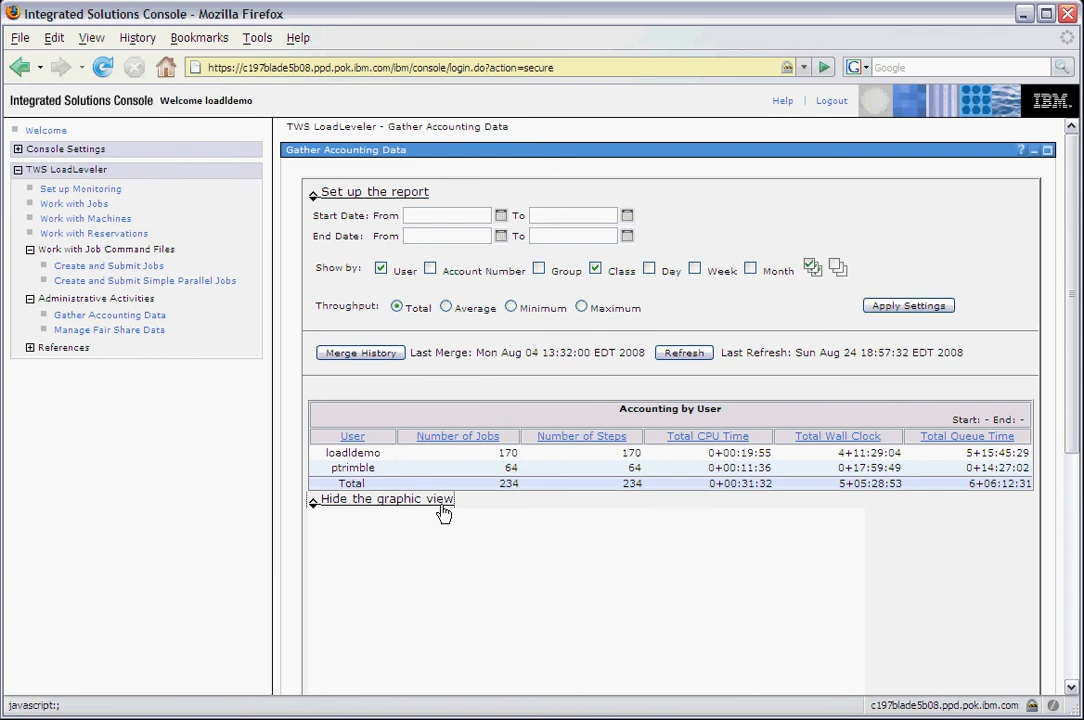 Integrated Solutions Console - Mozilla Firefox
File Edit View History Bookmarks Tools Help
https://c197blade5b08.ppd.pok.ibm.com/ibm/console/login.do?action=secure
G Google
Integrated Solutions Console Welcome loadldemo
Help Logout
IBM.
Welcome
Console Settings
TWS LoadLeveler
Set up Monitoring
Work with Jobs
Work with Machines
Work with Reservations
Work with Job Command Files
Create and Submit Jobs
Create and Submit Simple Parallel Jobs
Administrative Activities
Gather Accounting Data
Manage Fair Share Data
References
TWS LoadLeveler - Gather Accounting Data
Gather Accounting Data
Set up the report
Start Date: From To
End Date: From To
Show by: User Account Number Group Class Day Week Month
Throughput: Total Average Minimum Maximum Apply Settings
Merge History Last Merge: Mon Aug 04 13:32:00 EDT 2008 Refresh Last Refresh: Sun Aug 24 18:57:32 EDT 2008
Accounting by User
Start: - End: -
User Number of Jobs Number of Steps Total CPU Time Total Wall Clock Total Queue Time
loadldemo 170 170 0+00:19:55 4+11:29:04 5+15:45:29
ptrimble 64 64 0+00:11:36 0+17:59:49 0+14:27:02
Total 234 234 0+00:31:32 5+05:28:53 6+06:12:31
Hide the graphic view
javascript:;
c197blade5b08.ppd.pok.ibm.com